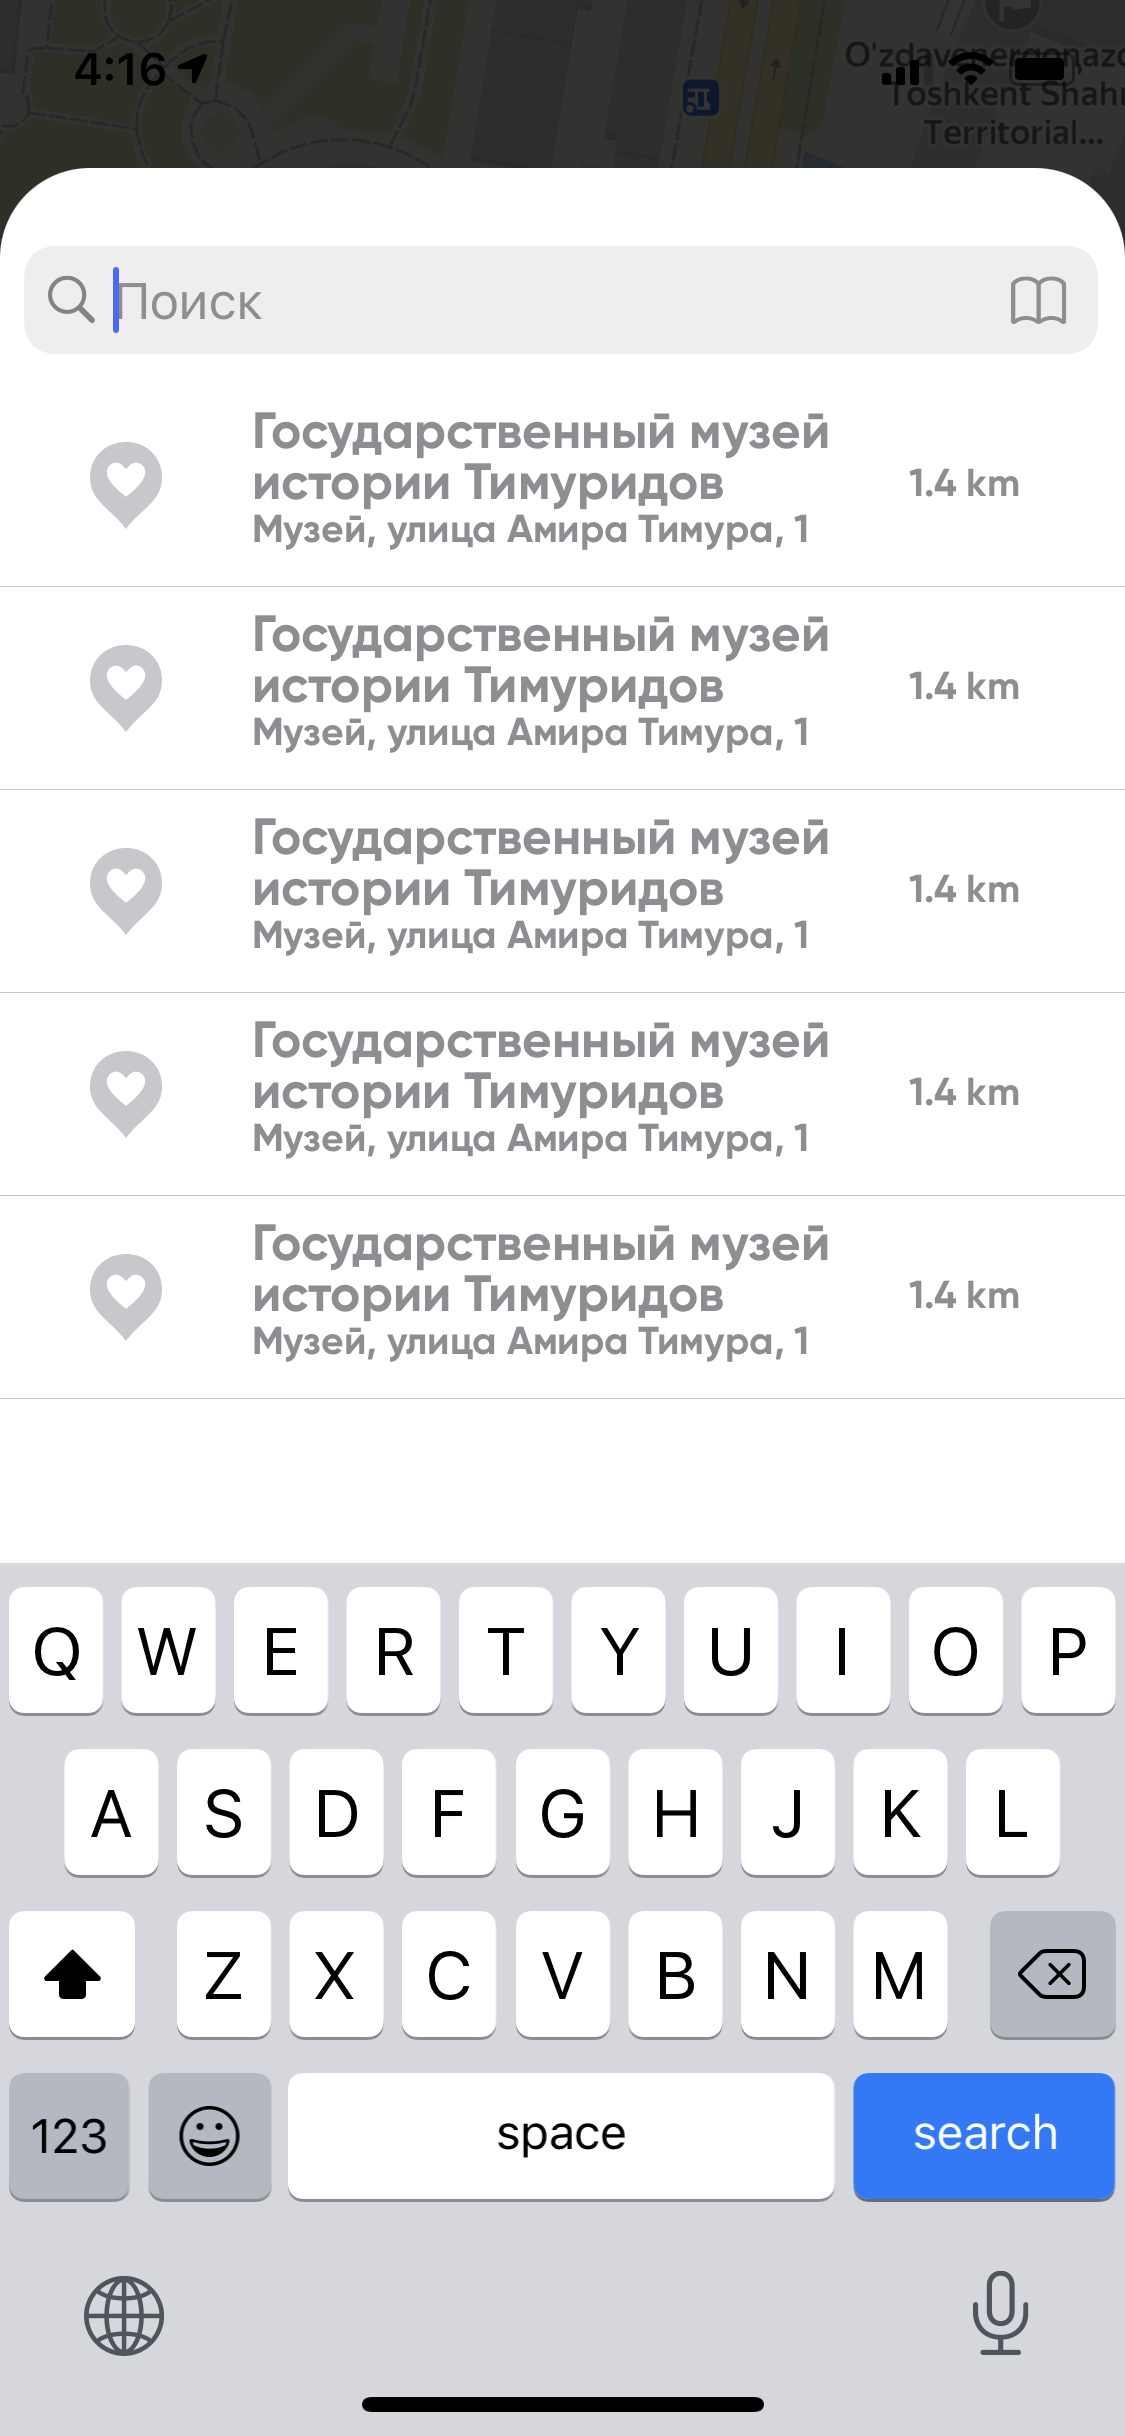 4:16
O'zdavenergonazo
Toshkent Shahr
Territorial...
Поиск
Государственный музей
истории Тимуридов
Музей, улица Амира Тимура, 1
1.4 km
Государственный музей
истории Тимуридов
Музей, улица Амира Тимура, 1
1.4 km
Государственный музей
истории Тимуридов
Музей, улица Амира Тимура, 1
1.4 km
Государственный музей
истории Тимуридов
Музей, улица Амира Тимура, 1
1.4 km
Государственный музей
истории Тимуридов
Музей, улица Амира Тимура, 1
1.4 km
Q W E R T Y U I O P
A S D F G H J K L
Z X C V B N M
123 space search